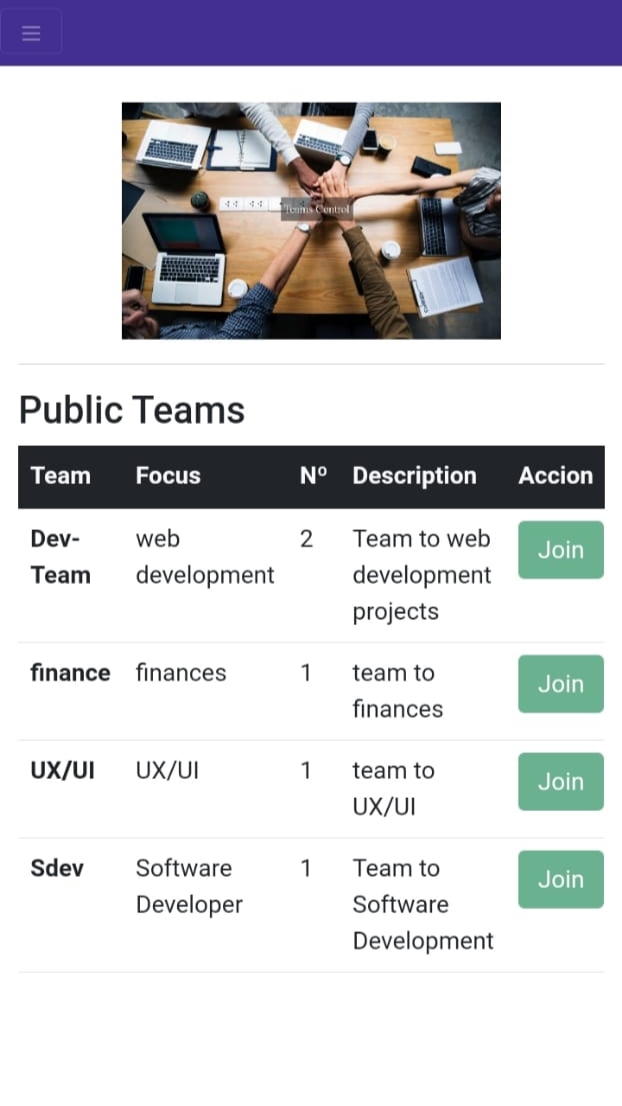 Teams Control
Public Teams
Team Focus Nº Description Accion
Dev-Team web development 2 Team to web development projects Join
finance finances 1 team to finances Join
UX/UI UX/UI 1 team to UX/UI Join
Sdev Software Developer 1 Team to Software Development Join